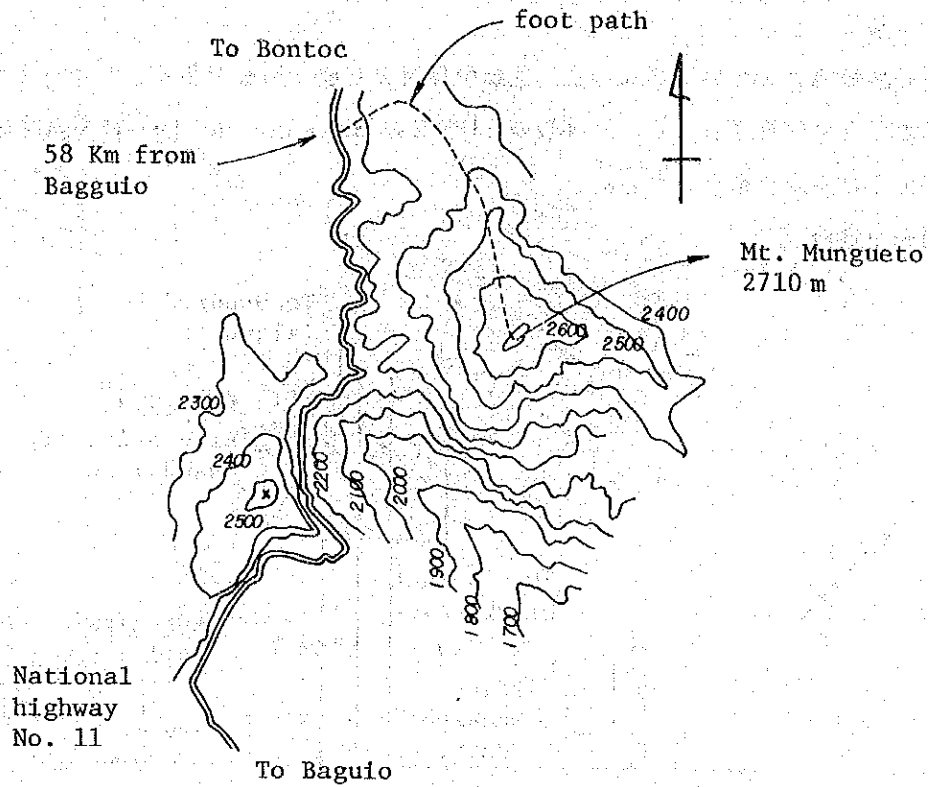 foot path
To Bontoc
58 Km from
Bagguio
Mt. Mungueto
2710 m
2400
2600
2500
2300
2400
2200
2100
2000
2500
1900
1800
1700
National
highway
No. 11
To Baguio